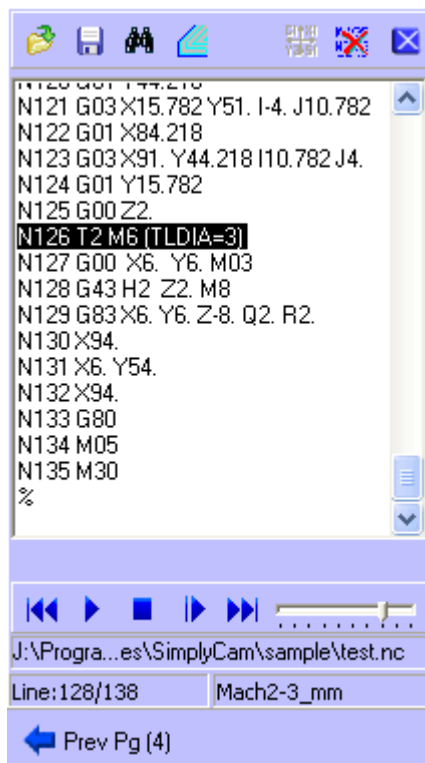 N121 G03 X15.782 Y51. I-4. J10.782
N122 G01 X84.218
N123 G03 X91. Y44.218 I10.782 J4.
N124 G01 Y15.782
N125 G00 Z2.
N126 T2 M6 (TLDIA=3)
N127 G00 X6. Y6. M03
N128 G43 H2 Z2. M8
N129 G83 X6. Y6. Z-8. Q2. R2.
N130 X94.
N131 X6. Y54.
N132 X94.
N133 G80
N134 M05
N135 M30
%
J:\Progra...es\SimplyCam\sample\test.nc
Line:128/138 Mach2-3_mm
Prev Pg (4)